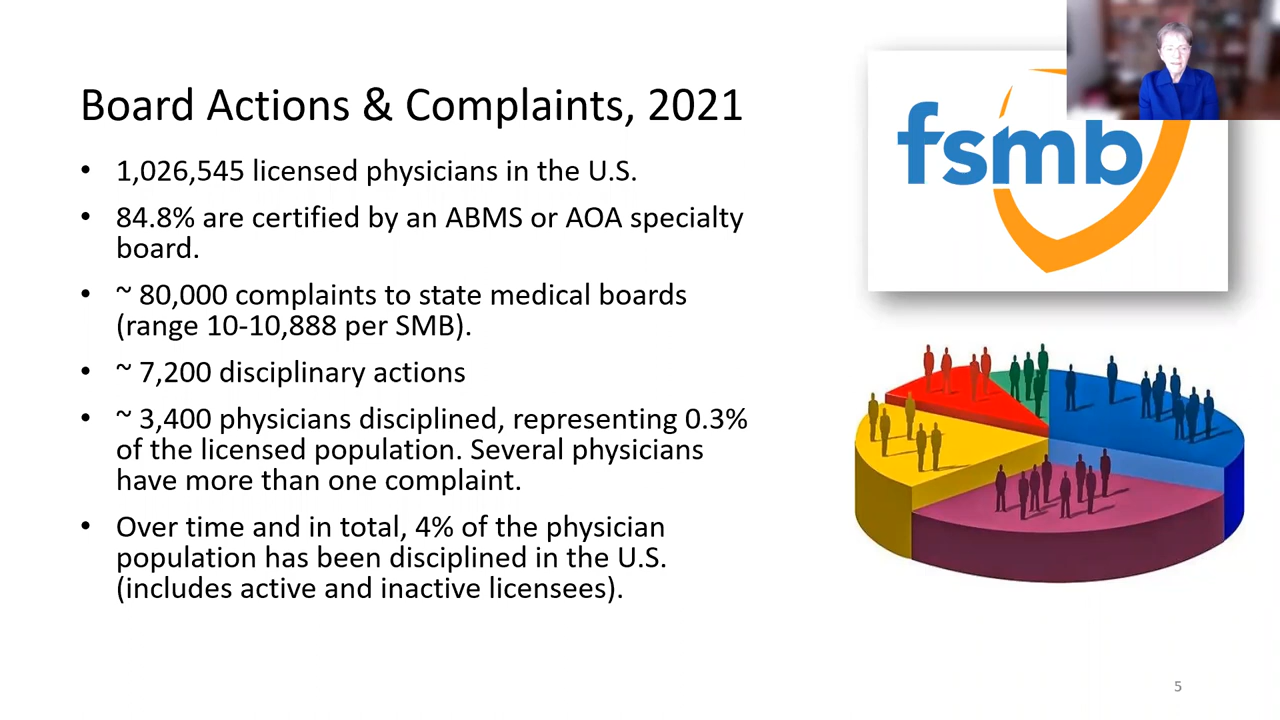 Board Actions & Complaints, 2021
• 1,026,545 licensed physicians in the U.S.
• 84.8% are certified by an ABMS or AOA specialty
board.
• ~ 80,000 complaints to state medical boards
(range 10-10,888 per SMB).
• ~ 7,200 disciplinary actions
• ~ 3,400 physicians disciplined, representing 0.3%
of the licensed population. Several physicians
have more than one complaint.
• Over time and in total, 4% of the physician
population has been disciplined in the U.S.
(includes active and inactive licensees).
fsmb
5